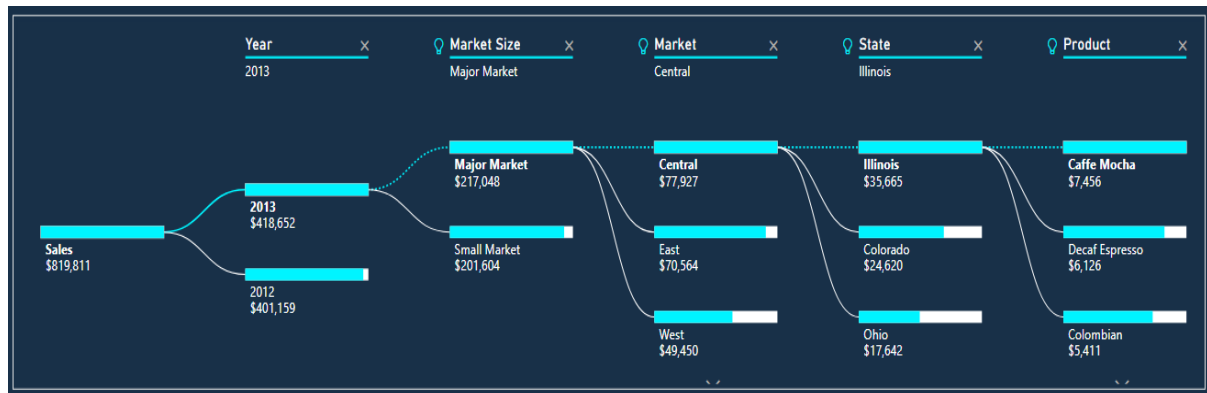 Year
Market Size
Market
State
Product
2013
Major Market
Central
Illinois
Sales
$819,811
2013
$418,652
2012
$401,159
Major Market
$217,048
Small Market
$201,604
Central
$77,927
East
$70,564
West
$49,450
Illinois
$35,665
Colorado
$24,620
Ohio
$17,642
Caffe Mocha
$7,456
Decaf Espresso
$6,126
Colombian
$5,411